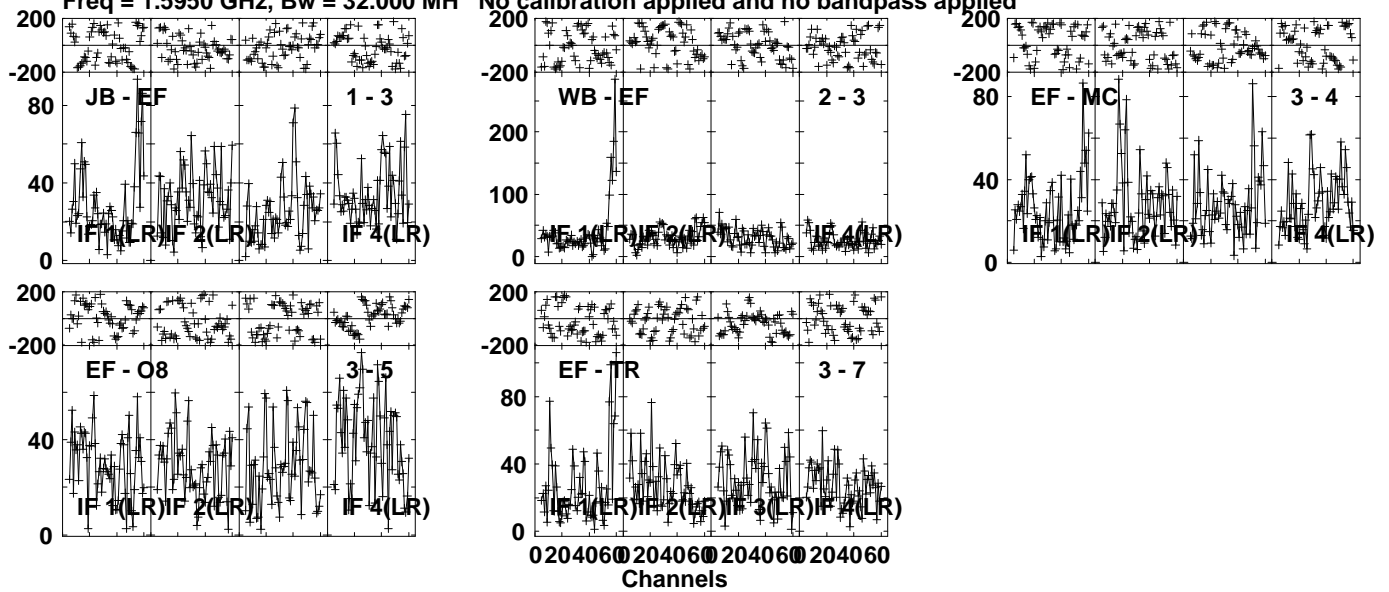 Freq = 1.5950 GHz, Bw = 32.000 MH No calibration applied and no bandpass applied
200
-200
JB - EF 1 - 3
80
40
0
IF 1(LR) IF 2(LR) IF 4(LR)
200
-200
WB - EF 2 - 3
200
100
0
IF 1(LR) IF 2(LR) IF 4(LR)
200
-200
EF - MC 3 - 4
80
40
0
IF 1(LR) IF 2(LR) IF 4(LR)
200
-200
EF - O8 3 - 5
40
0
IF 1(LR) IF 2(LR) IF 4(LR)
200
-200
EF - TR 3 - 7
80
40
0
IF 1(LR) IF 2(LR) IF 3(LR) IF 4(LR)
0 20 40 60 0 20 40 60 0 20 40 60 0 20 40 60
Channels